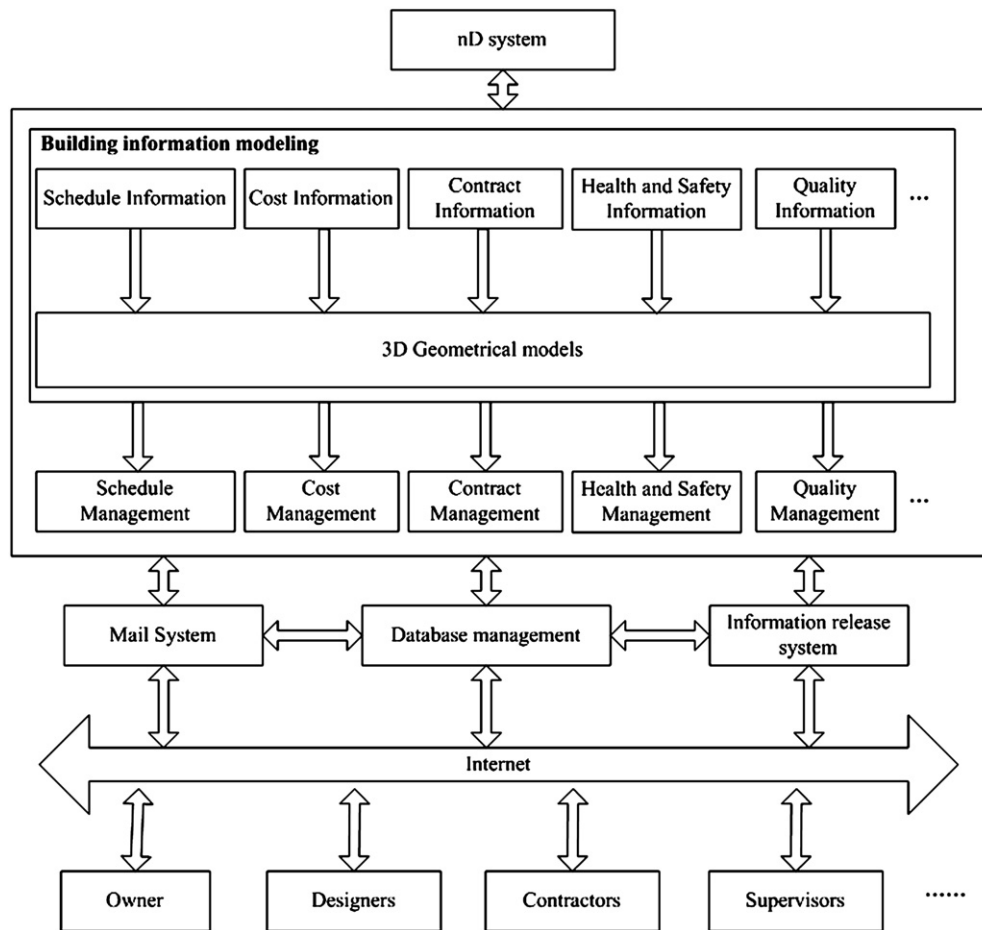 nD system
Building information modeling
Schedule Information
Cost Information
Contract
Information
Health and Safety
Information
Quality
Information
...
3D Geometrical models
Schedule
Management
Cost
Management
Contract
Management
Health and Safety
Management
Quality
Management
...
Mail System
Database management
Information release
system
Internet
Owner
Designers
Contractors
Supervisors
......